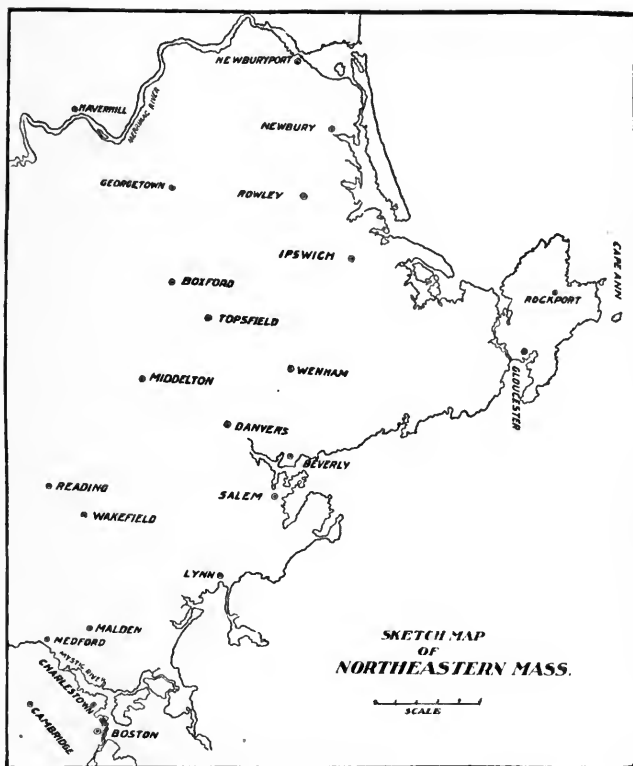 NEWBURYPORT
HAVERHILL
MERRIMAC RIVER
NEWBURY
GEORGETOWN
ROWLEY
IPSWICH
CAPE ANN
BOXFORD
ROCKPORT
TOPSFIELD
WENHAM
MIDDELTON
GLOUCESTER
DANVERS
BEVERLY
READING
SALEM
WAKEFIELD
LYNN
MALDEN
MEDFORD
MYSTIC RIVER
CHARLESTOWN
CAMBRIDGE
BOSTON
SKETCH MAP
OF
NORTHEASTERN MASS.
SCALE